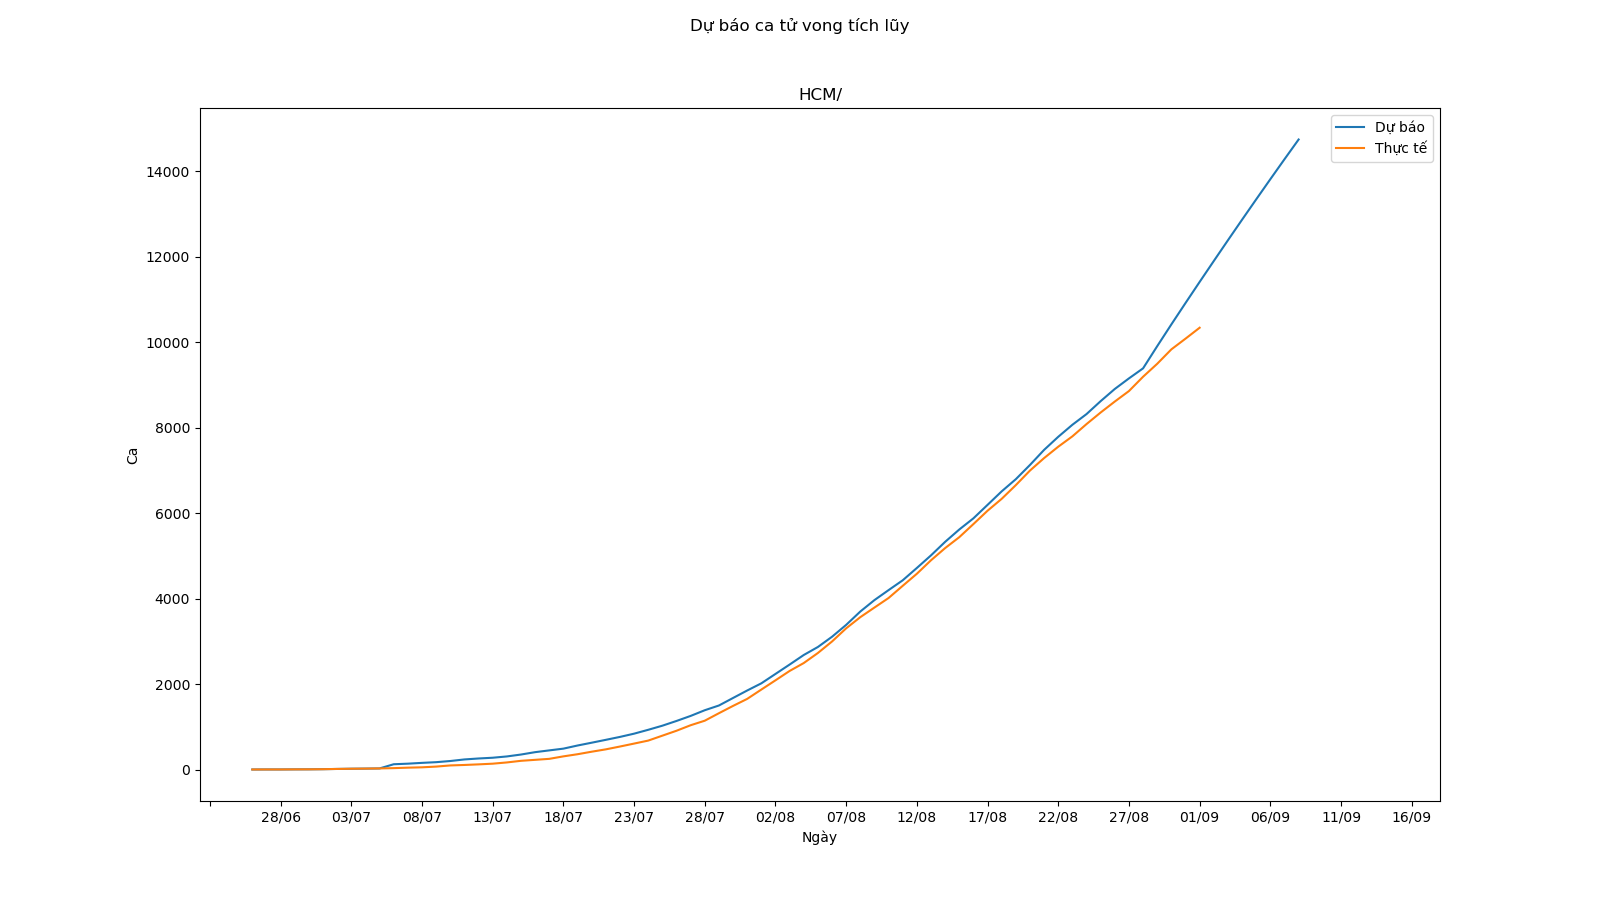 Dự báo ca tử vong tích lũy
HCM/
Dự báo
Thực tế
14000
12000
10000
8000
6000
4000
2000
0
Ca
28/06 03/07 08/07 13/07 18/07 23/07 28/07 02/08 07/08 12/08 17/08 22/08 27/08 01/09 06/09 11/09 16/09
Ngày